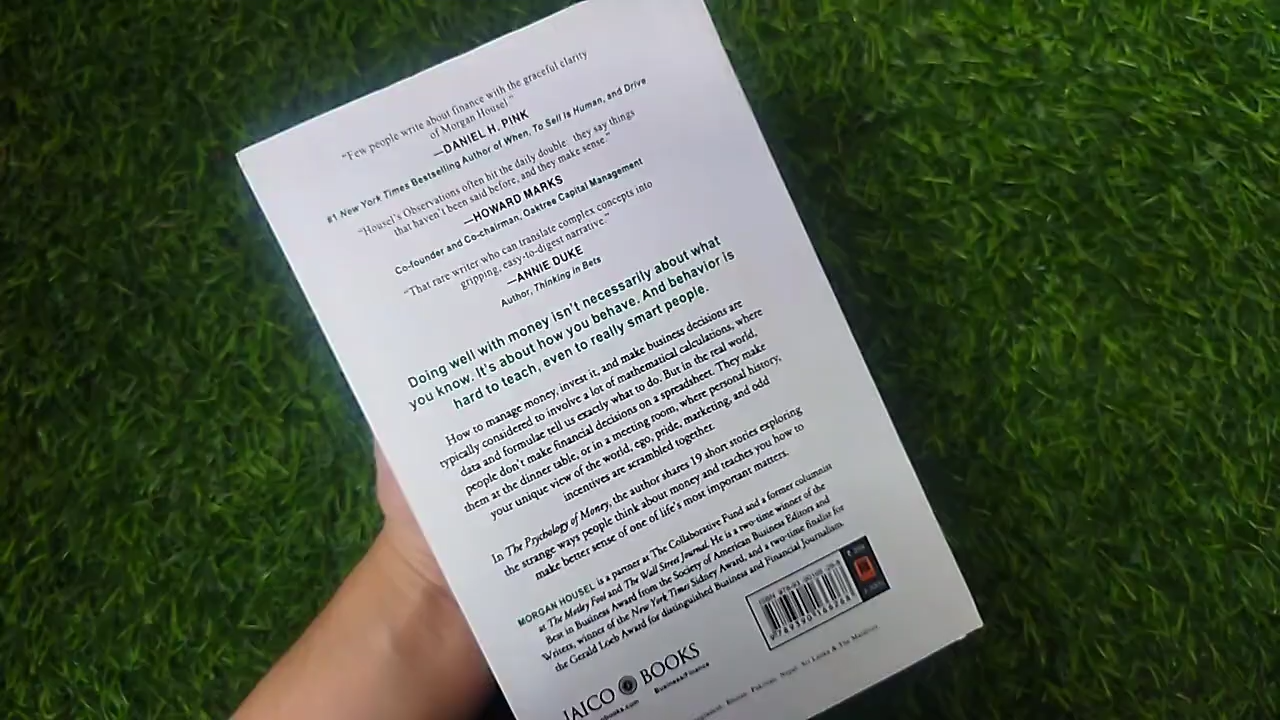 "Few people write about finance with the graceful clarity
of Morgan Housel."
—DANIEL H. PINK
#1 New York Times Bestselling Author of When, To Sell Is Human, and Drive
"Housel's Observations often hit the daily double: they say things
that haven't been said before, and they make sense."
—HOWARD MARKS
Co-founder and Co-chairman, Oaktree Capital Management
"That rare writer who can translate complex concepts into
gripping, easy-to-digest narrative."
—ANNIE DUKE
Author, Thinking in Bets
Doing well with money isn't necessarily about what
you know. It's about how you behave. And behavior is
hard to teach, even to really smart people.
How to manage money, invest it, and make business decisions are
typically considered to involve a lot of mathematical calculations, where
data and formulae tell us exactly what to do. But in the real world,
people don't make financial decisions on a spreadsheet. They make
them at the dinner table, or in a meeting room, where personal history,
your unique view of the world, ego, pride, marketing, and odd
incentives are scrambled together.
In The Psychology of Money, the author shares 19 short stories exploring
the strange ways people think about money and teaches you how to
make better sense of one of life's most important matters.
MORGAN HOUSEL is a partner at The Collaborative Fund and a former columnist
at The Motley Fool and The Wall Street Journal. He is a two-time winner of the
Best in Business Award from the Society of American Business Editors and
Writers, winner of the New York Times Sidney Award, and a two-time finalist for
the Gerald Loeb Award for distinguished Business and Financial Journalism.
ISBN
JAICO BOOKS
Business/Finance
Bhutan Pakistan Nepal Sri Lanka & The Maldives